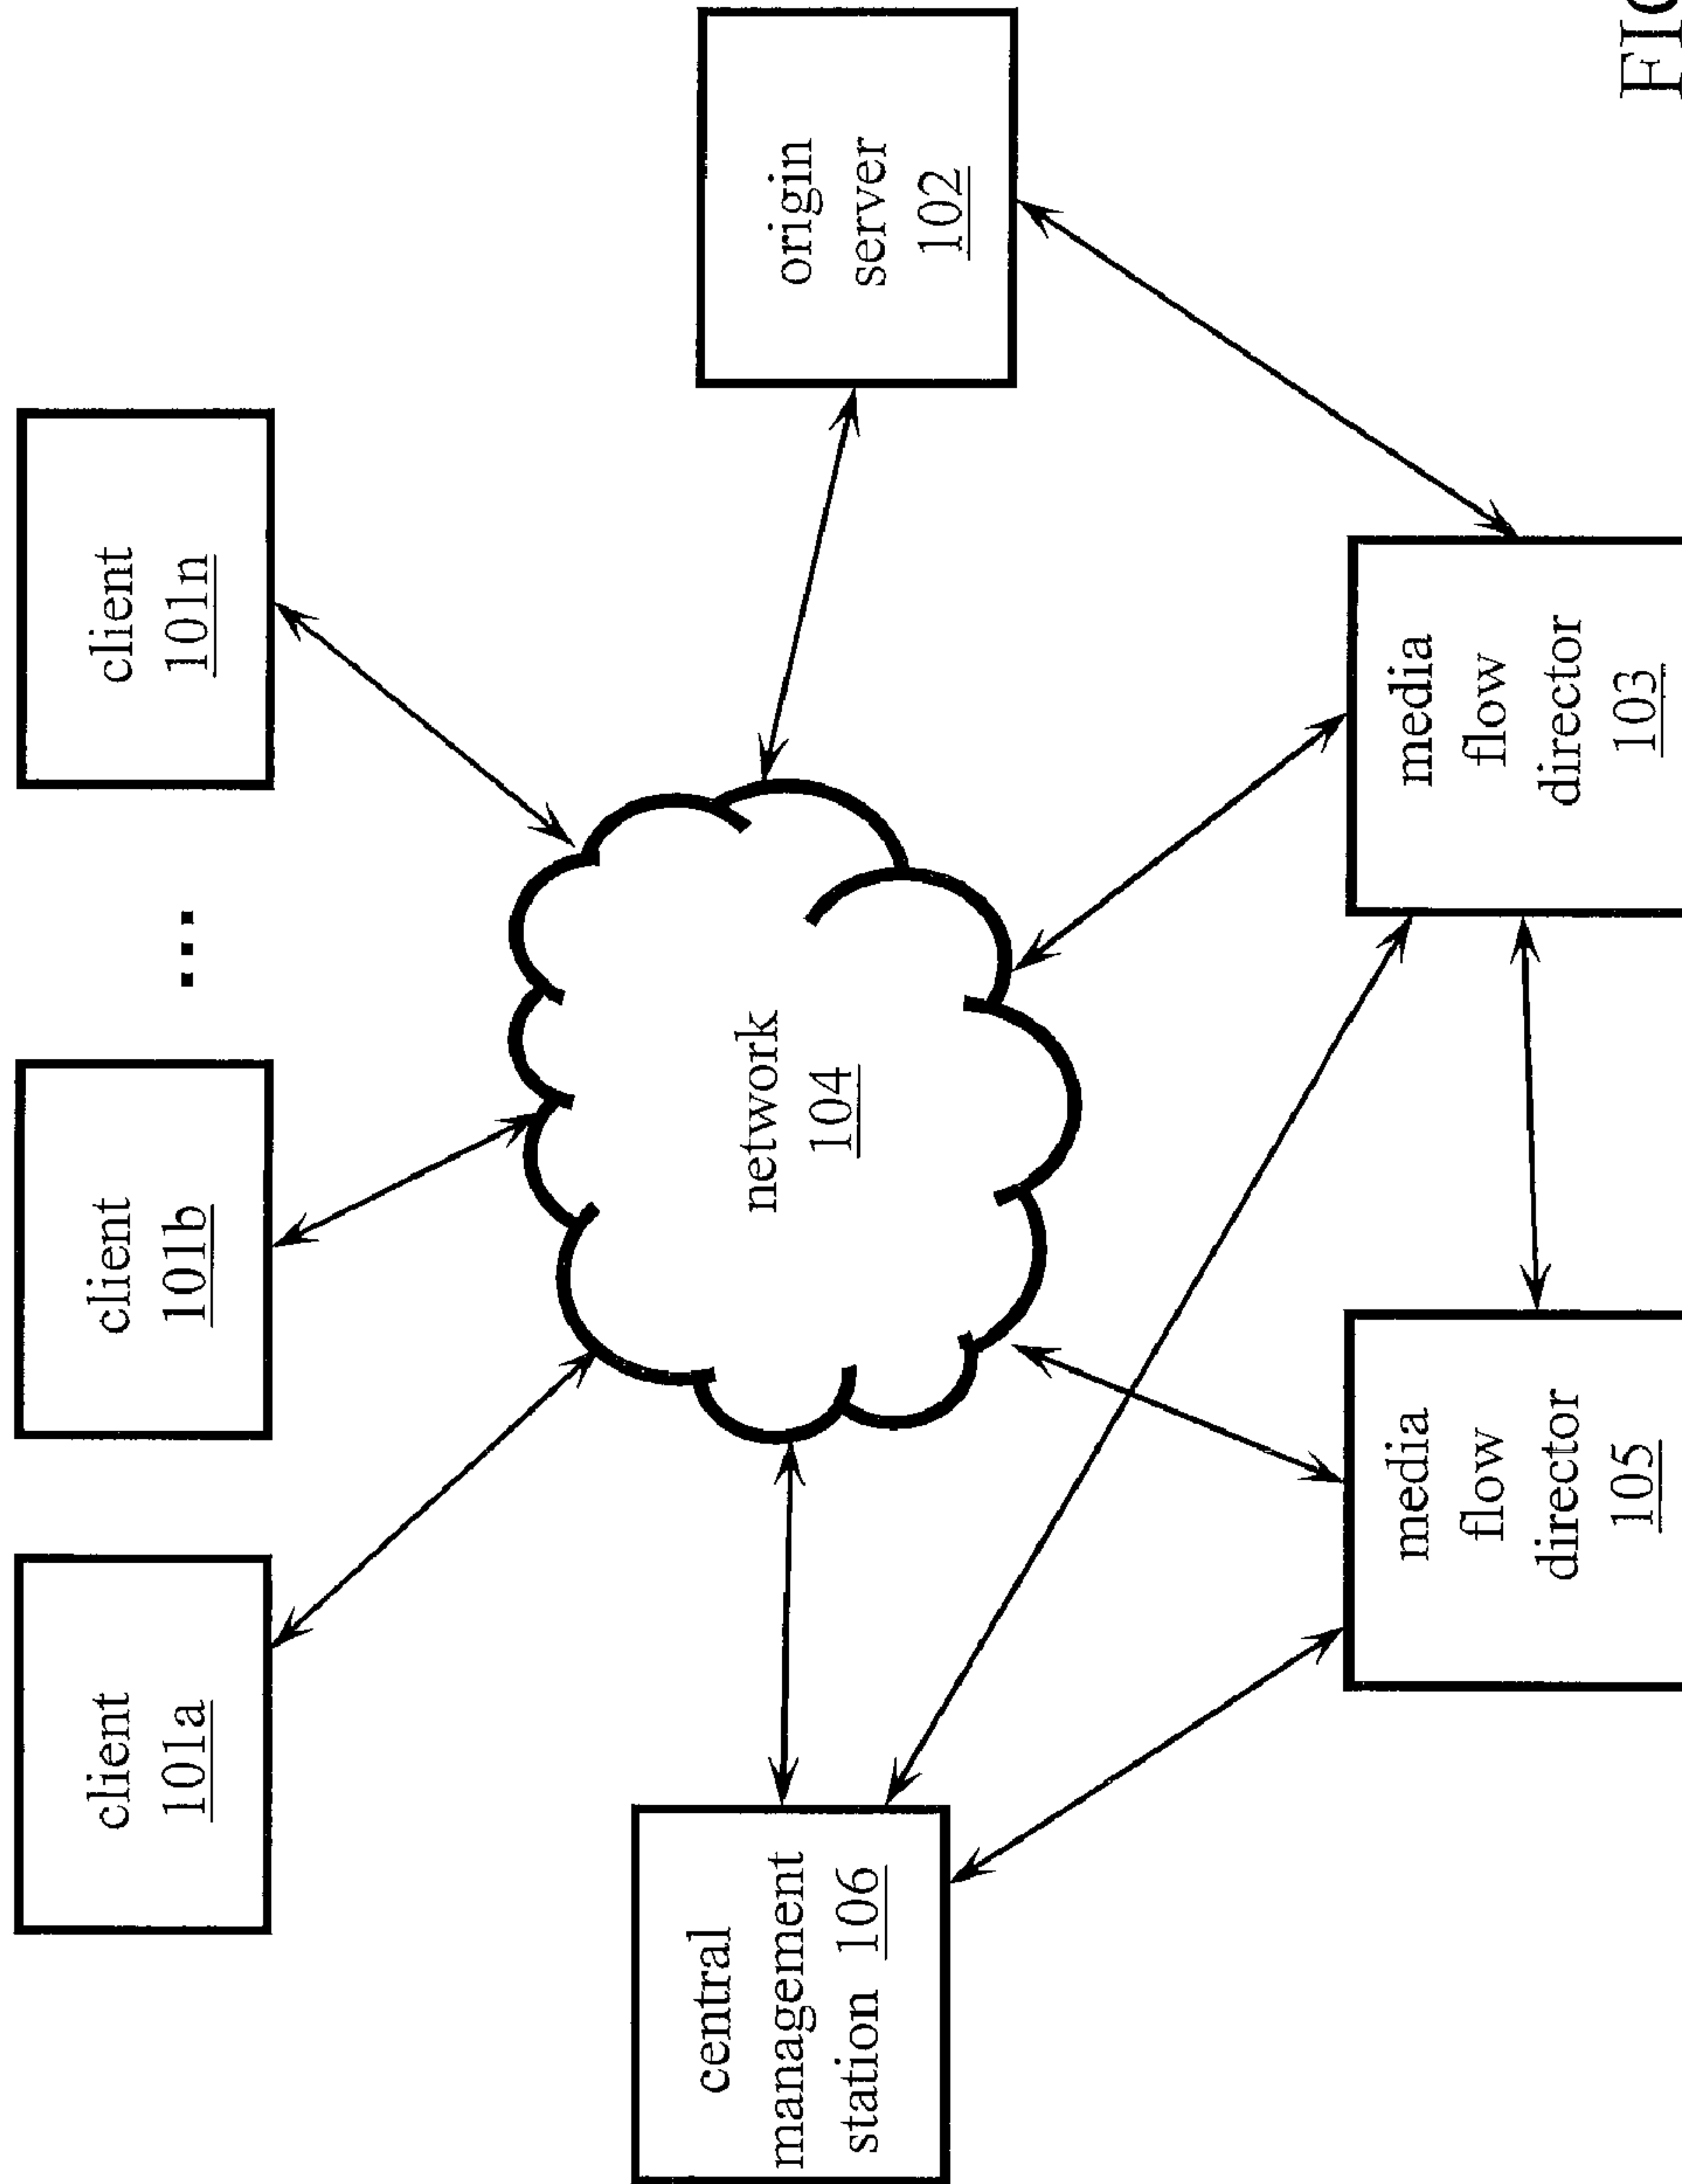 client
101a
client
101b
...
client
101n
central
management
station 106
network
104
origin
server
102
media
flow
director
105
media
flow
director
103